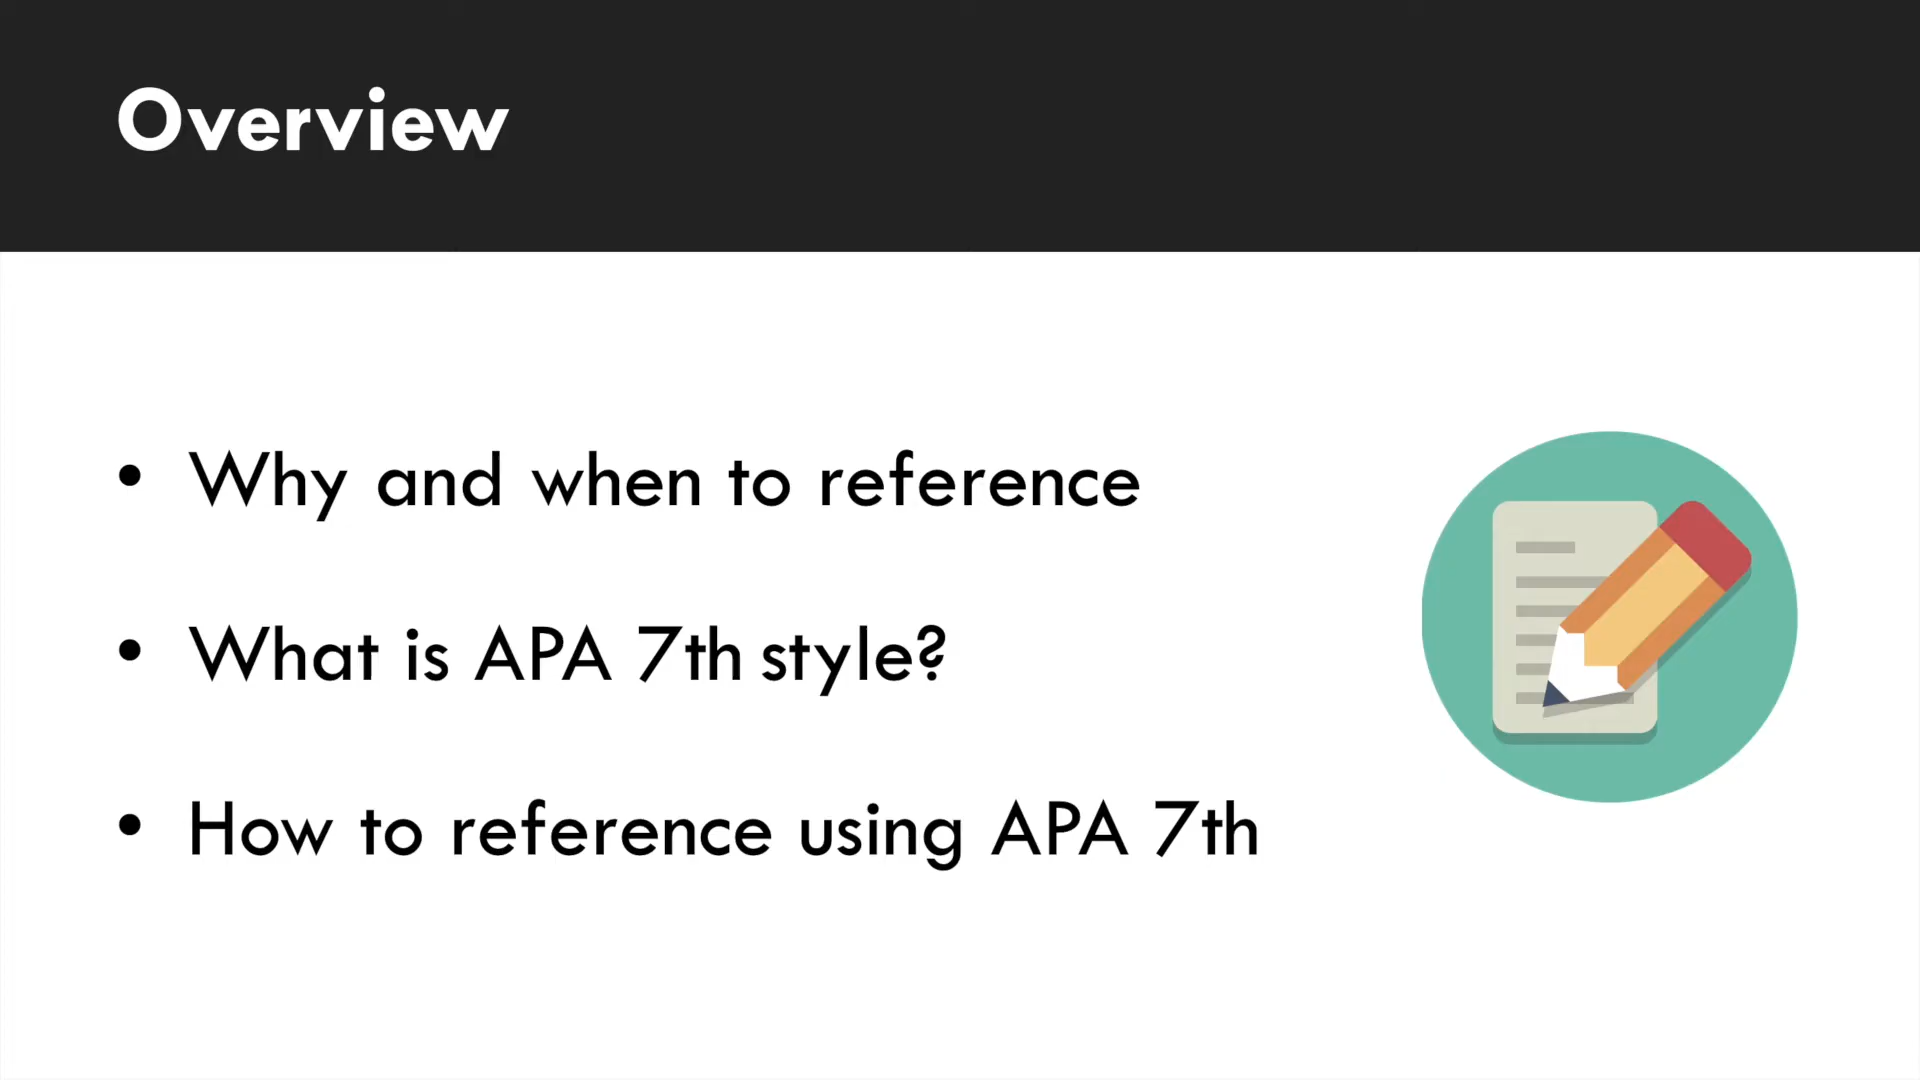 Overview
• Why and when to reference
• What is APA 7th style?
• How to reference using APA 7th